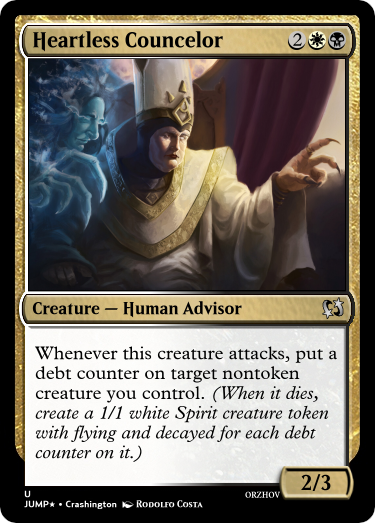 Heartless Councelor 2
Creature — Human Advisor
Whenever this creature attacks, put a
debt counter on target nontoken
creature you control. (When it dies,
create a 1/1 white Spirit creature token
with flying and decayed for each debt
counter on it.)
2/3
U ORZHOV
JUMP★ • Crashington Rodolfo Costa